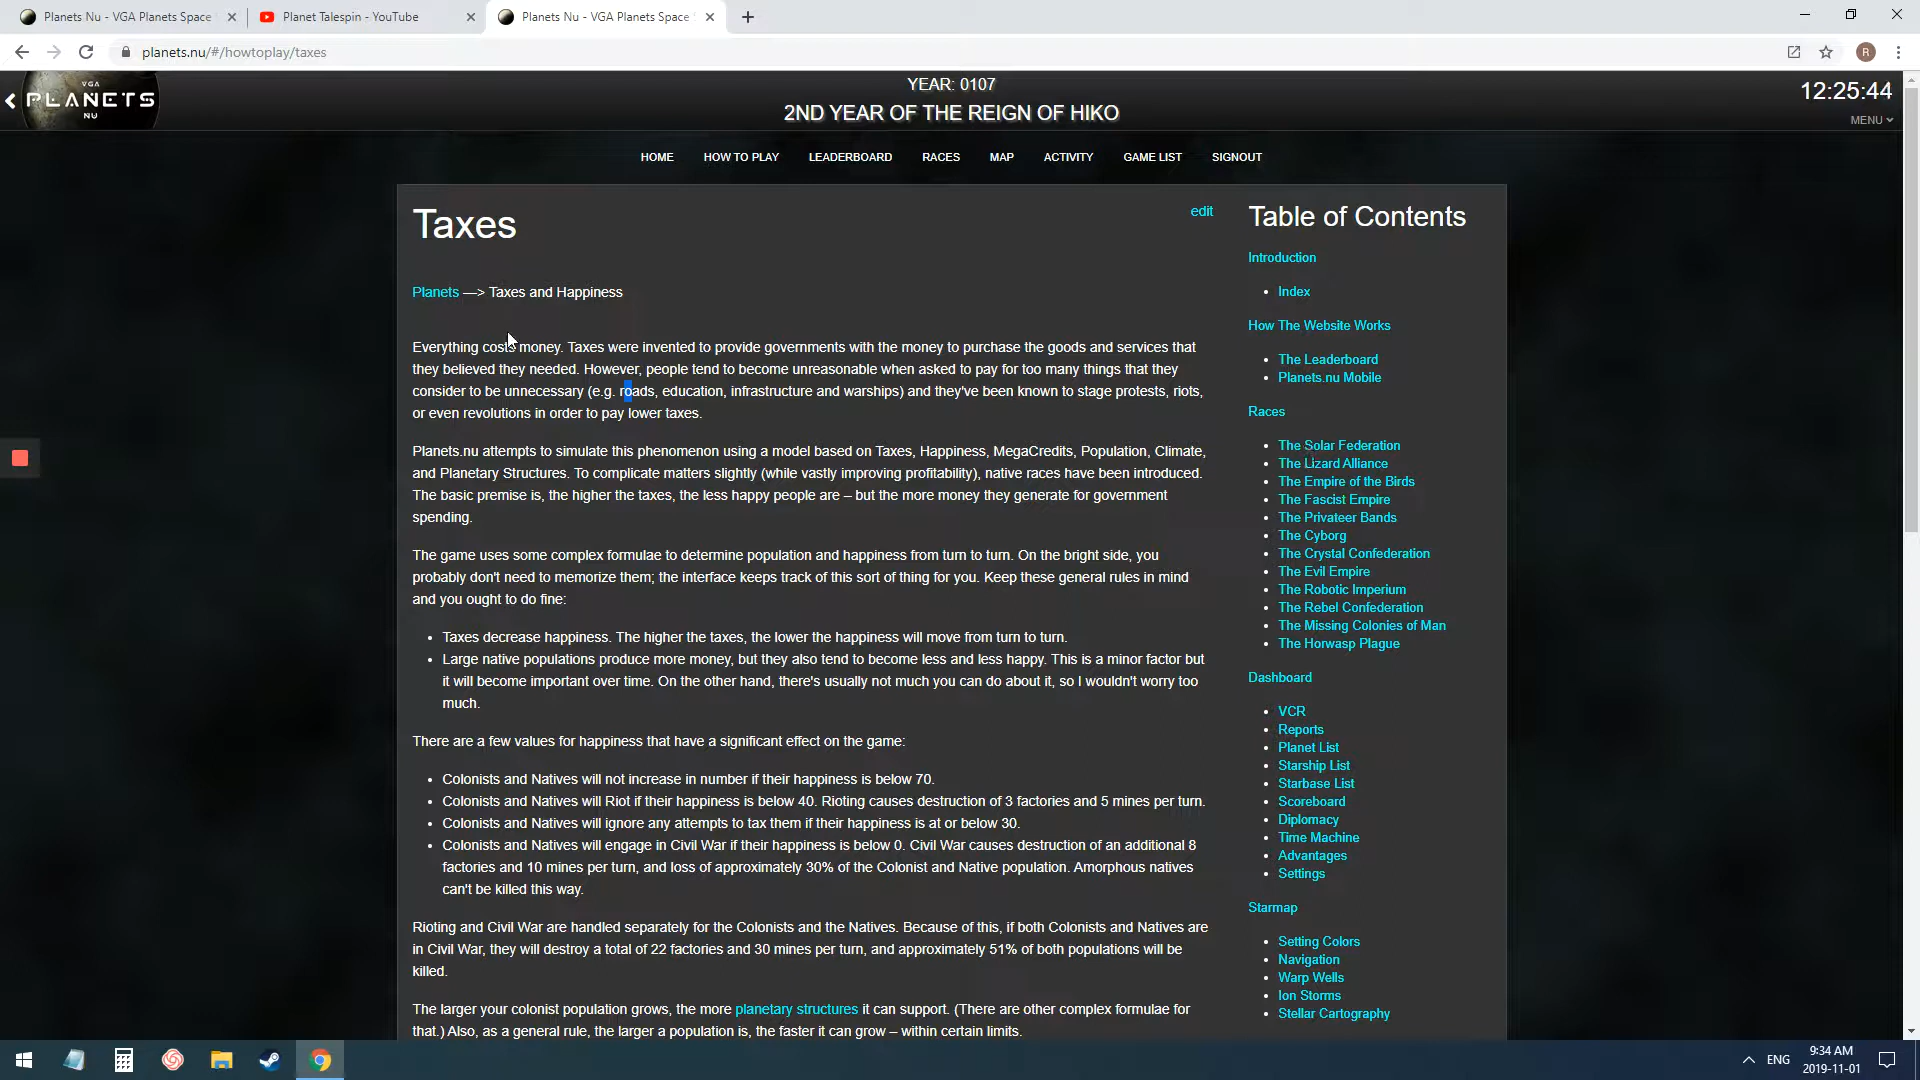 Planets Nu - VGA Planets Space
Planet Talespin - YouTube
Planets Nu - VGA Planets Space
planets.nu/#/howtoplay/taxes
R
VGA
PLANETS
NU
YEAR: 0107
2ND YEAR OF THE REIGN OF HIKO
12:25:44
MENU
HOME
HOW TO PLAY
LEADERBOARD
RACES
MAP
ACTIVITY
GAME LIST
SIGNOUT
Taxes
edit
Planets —> Taxes and Happiness
Everything costs money. Taxes were invented to provide governments with the money to purchase the goods and services that
they believed they needed. However, people tend to become unreasonable when asked to pay for too many things that they
consider to be unnecessary (e.g. roads, education, infrastructure and warships) and they've been known to stage protests, riots,
or even revolutions in order to pay lower taxes.
Planets.nu attempts to simulate this phenomenon using a model based on Taxes, Happiness, MegaCredits, Population, Climate,
and Planetary Structures. To complicate matters slightly (while vastly improving profitability), native races have been introduced.
The basic premise is, the higher the taxes, the less happy people are – but the more money they generate for government
spending.
The game uses some complex formulae to determine population and happiness from turn to turn. On the bright side, you
probably don't need to memorize them; the interface keeps track of this sort of thing for you. Keep these general rules in mind
and you ought to do fine:
• Taxes decrease happiness. The higher the taxes, the lower the happiness will move from turn to turn.
• Large native populations produce more money, but they also tend to become less and less happy. This is a minor factor but
it will become important over time. On the other hand, there's usually not much you can do about it, so I wouldn't worry too
much.
There are a few values for happiness that have a significant effect on the game:
• Colonists and Natives will not increase in number if their happiness is below 70.
• Colonists and Natives will Riot if their happiness is below 40. Rioting causes destruction of 3 factories and 5 mines per turn.
• Colonists and Natives will ignore any attempts to tax them if their happiness is at or below 30.
• Colonists and Natives will engage in Civil War if their happiness is below 0. Civil War causes destruction of an additional 8
factories and 10 mines per turn, and loss of approximately 30% of the Colonist and Native population. Amorphous natives
can't be killed this way.
Rioting and Civil War are handled separately for the Colonists and the Natives. Because of this, if both Colonists and Natives are
in Civil War, they will destroy a total of 22 factories and 30 mines per turn, and approximately 51% of both populations will be
killed.
The larger your colonist population grows, the more planetary structures it can support. (There are other complex formulae for
that.) Also, as a general rule, the larger a population is, the faster it can grow – within certain limits.
Table of Contents
Introduction
• Index
How The Website Works
• The Leaderboard
• Planets.nu Mobile
Races
• The Solar Federation
• The Lizard Alliance
• The Empire of the Birds
• The Fascist Empire
• The Privateer Bands
• The Cyborg
• The Crystal Confederation
• The Evil Empire
• The Robotic Imperium
• The Rebel Confederation
• The Missing Colonies of Man
• The Horwasp Plague
Dashboard
• VCR
• Reports
• Planet List
• Starship List
• Starbase List
• Scoreboard
• Diplomacy
• Time Machine
• Advantages
• Settings
Starmap
• Setting Colors
• Navigation
• Warp Wells
• Ion Storms
• Stellar Cartography
ENG
9:34 AM
2019-11-01